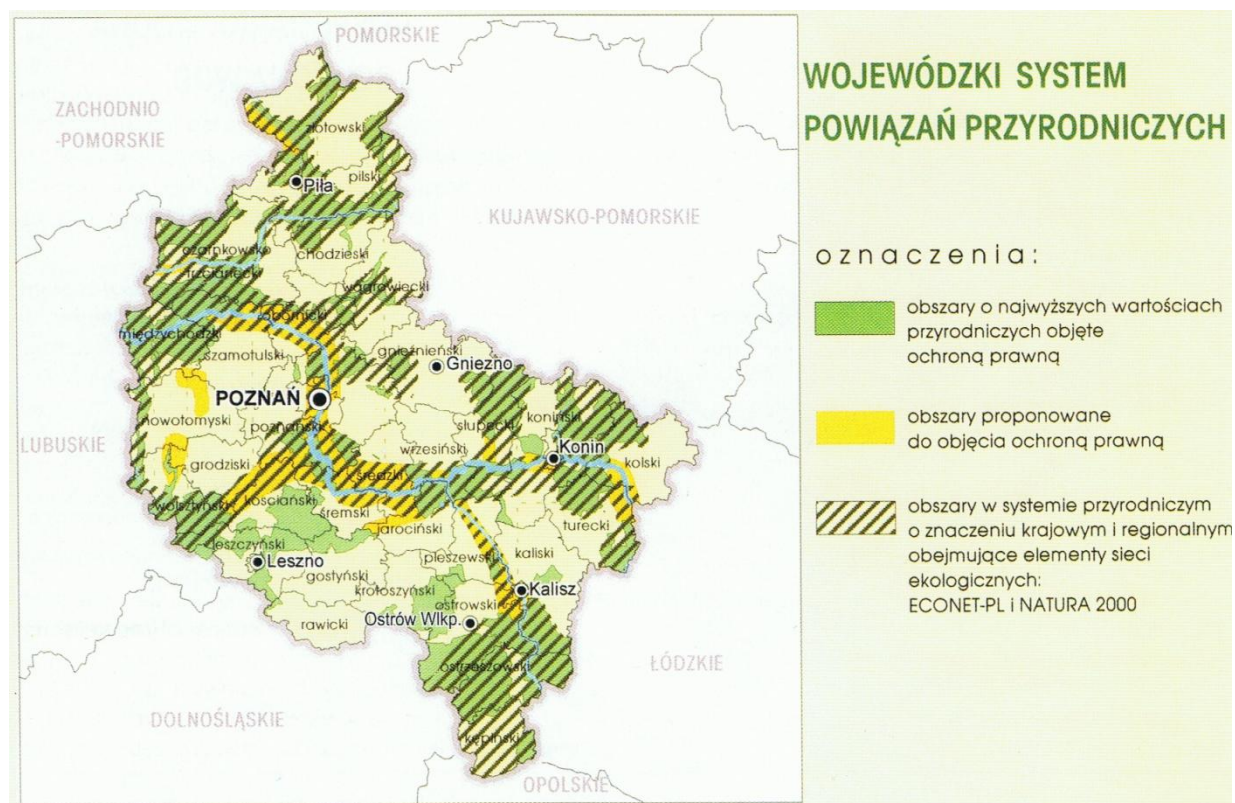 POMORSKIE
ZACHODNIO
-POMORSKIE
złotowski
Piła
pilski
KUJAWSKO-POMORSKIE
czarnkowsko
-trzcianecki
chodzieski
wągrowiecki
międzychodzki
obornicki
szamotulski
gnieźnieński
Gniezno
POZNAŃ
nowotomyski
poznański
słupecki
koniński
LUBUSKIE
wrzesiński
Konin
kolski
grodziski
średzki
wolsztyński
kościański
śremski
jarociński
turecki
leszczyński
Leszno
pleszewski
kaliski
gostyński
krotoszyński
Kalisz
ostrowski
rawicki
Ostrów Wlkp.
ostrzeszowski
ŁÓDZKIE
DOLNOŚLĄSKIE
kępiński
OPOLSKIE
WOJEWÓDZKI SYSTEM
POWIĄZAŃ PRZYRODNICZYCH
oznaczenia:
obszary o najwyższych wartościach
przyrodniczych objęte
ochroną prawną
obszary proponowane
do objęcia ochroną prawną
obszary w systemie przyrodniczym
o znaczeniu krajowym i regionalnym
obejmujące elementy sieci
ekologicznych:
ECONET-PL i NATURA 2000